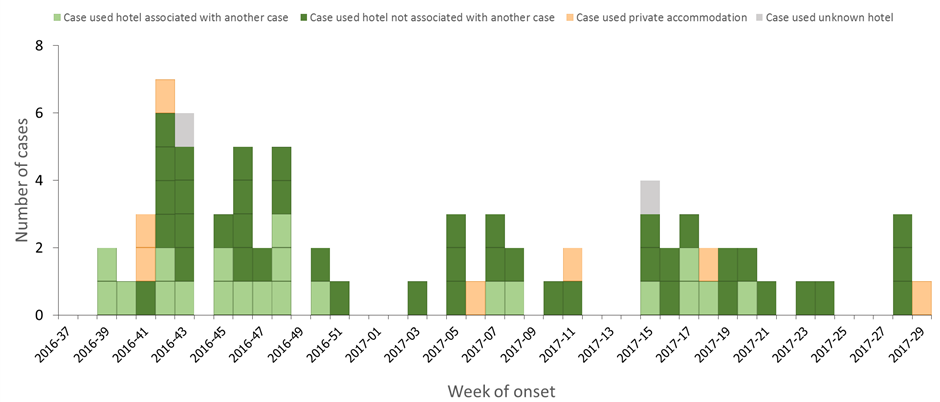 Case used hotel associated with another case Case used hotel not associated with another case Case used private accommodation Case used unknown hotel
8
6
4
2
0
Number of cases
2016-37 2016-39 2016-41 2016-43 2016-45 2016-47 2016-49 2016-51 2017-01 2017-03 2017-05 2017-07 2017-09 2017-11 2017-13 2017-15 2017-17 2017-19 2017-21 2017-23 2017-25 2017-27 2017-29
Week of onset